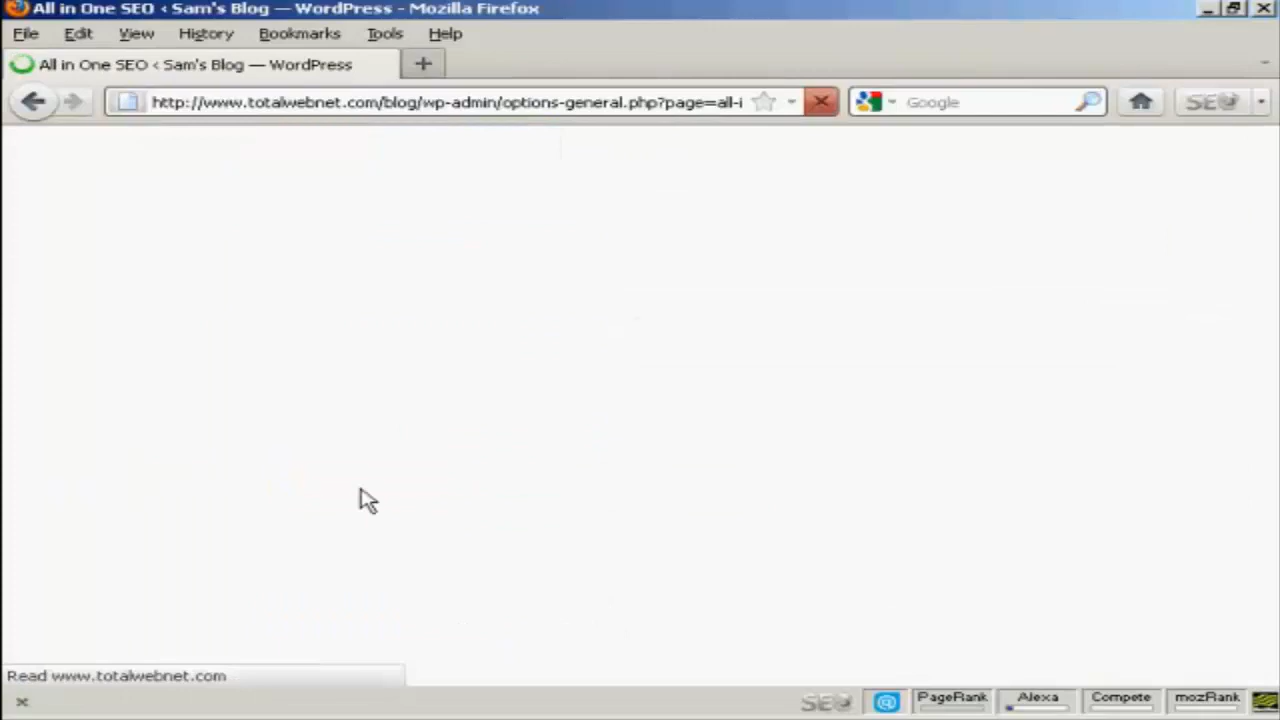 All in One SEO ‹ Sam's Blog — WordPress - Mozilla Firefox
File Edit View History Bookmarks Tools Help
All in One SEO ‹ Sam's Blog — WordPress
http://www.totalwebnet.com/blog/wp-admin/options-general.php?page=all-i
Google
SEO
Read www.totalwebnet.com
SEO PageRank Alexa Compete mozRank